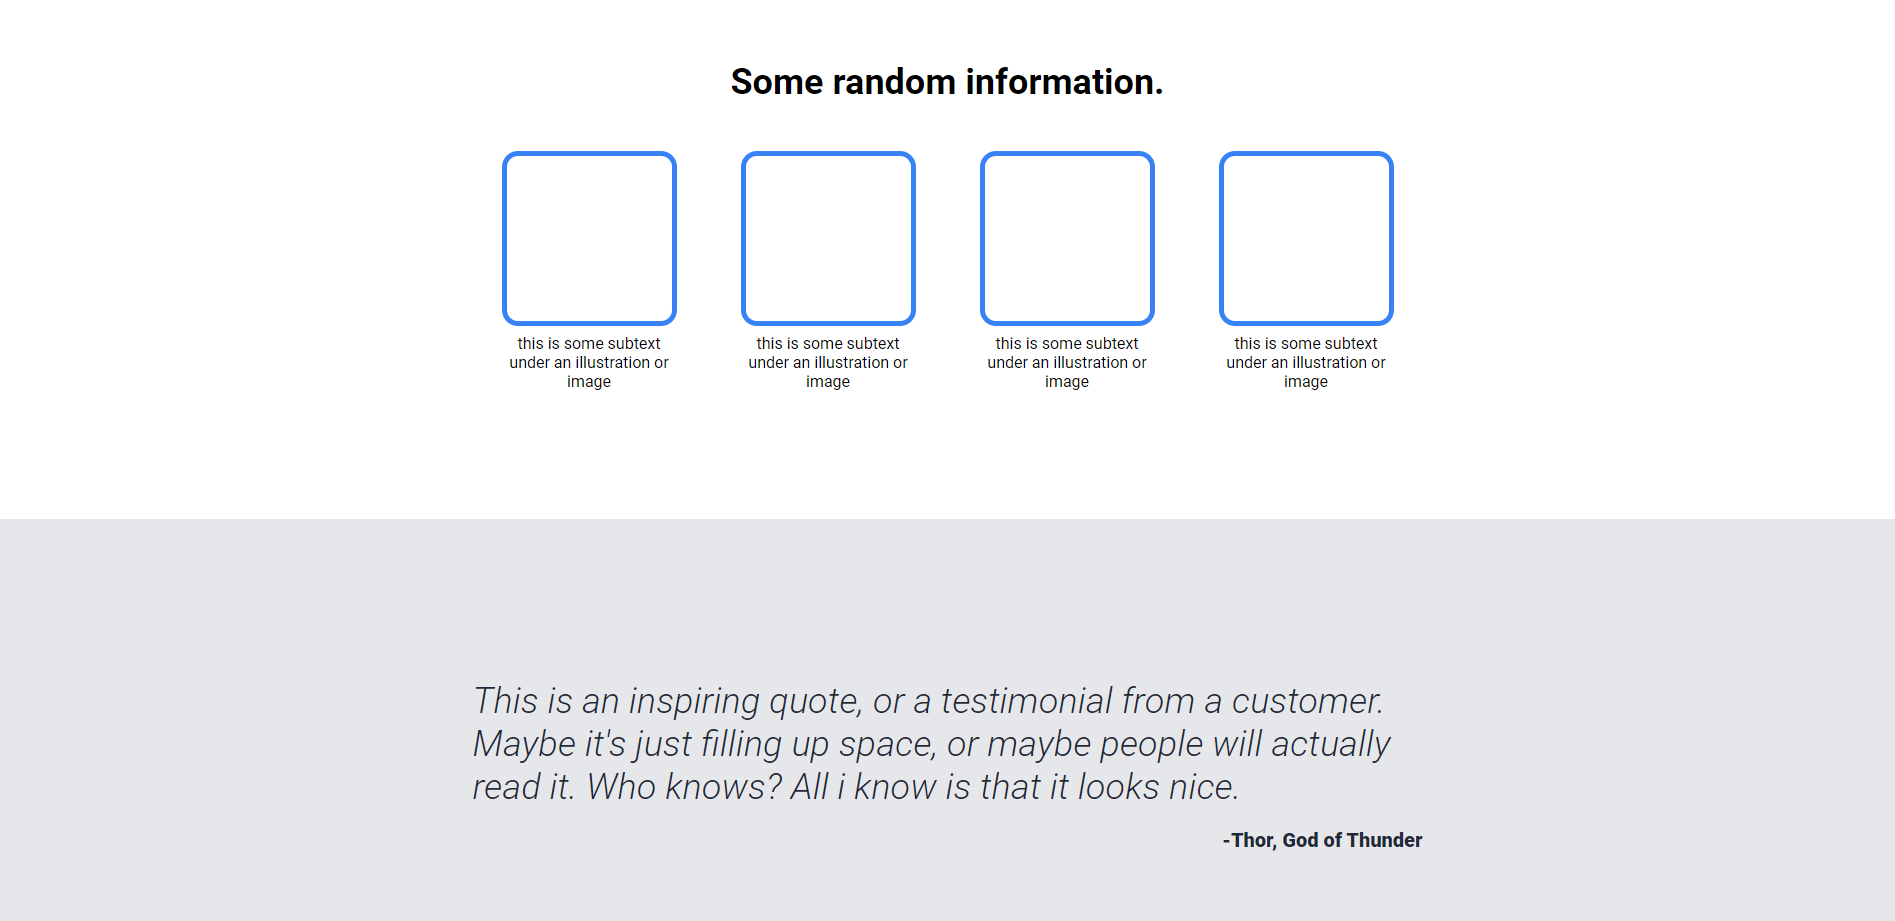 Some random information.
this is some subtext
under an illustration or
image
this is some subtext
under an illustration or
image
this is some subtext
under an illustration or
image
this is some subtext
under an illustration or
image
This is an inspiring quote, or a testimonial from a customer.
Maybe it's just filling up space, or maybe people will actually
read it. Who knows? All i know is that it looks nice.
-Thor, God of Thunder